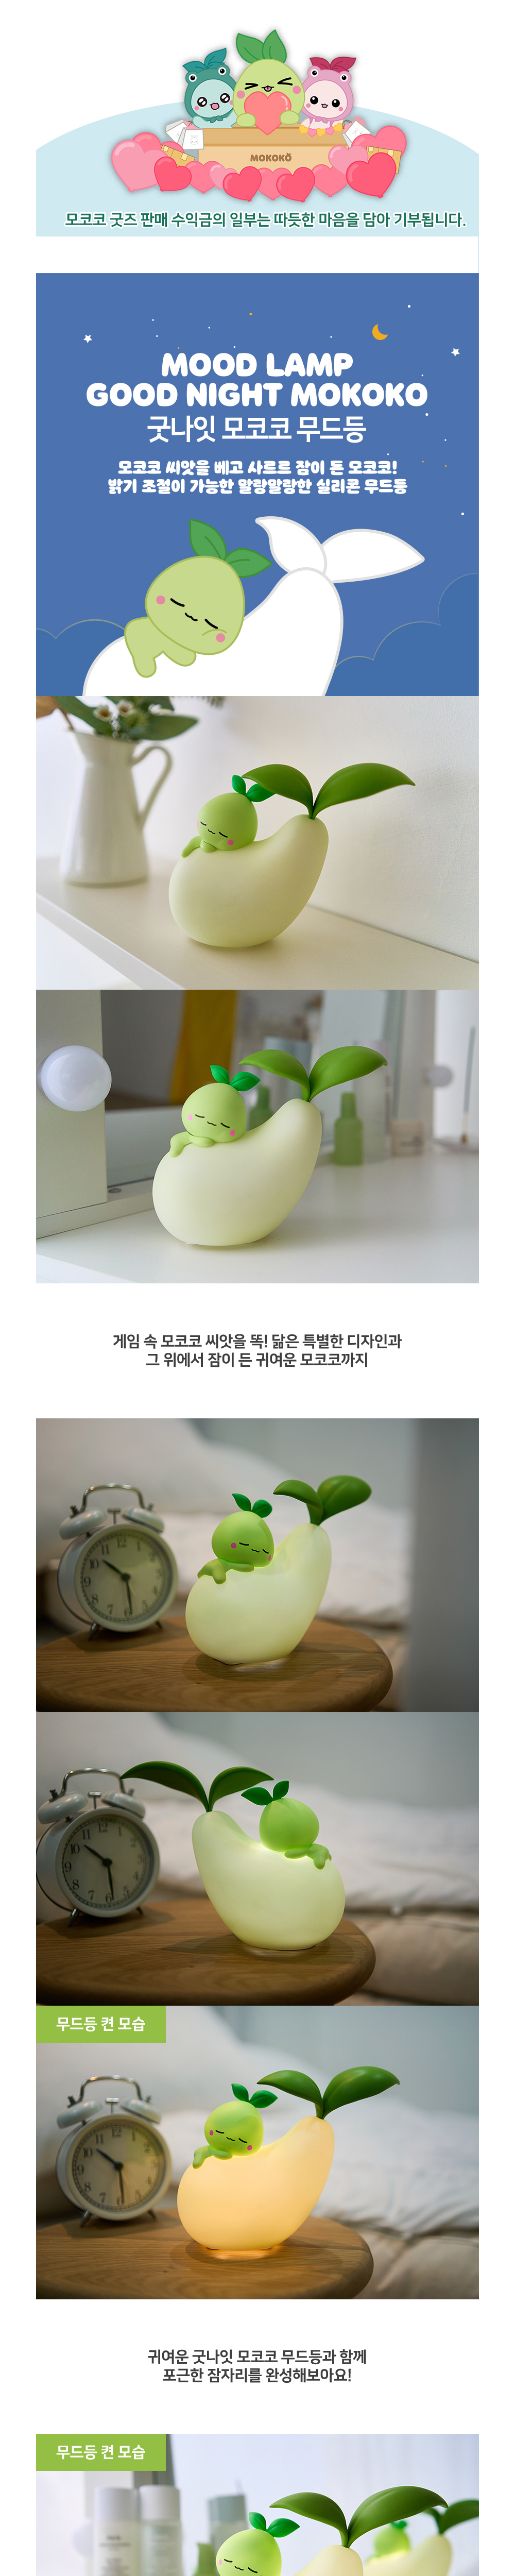 MOKOKO
모코코 굿즈 판매 수익금의 일부는 따듯한 마음을 담아 기부됩니다.
MOOD LAMP
GOOD NIGHT MOKOKO
굿나잇 모코코 무드등
모코코 씨앗을 베고 사르르 잠이 든 모코코!
밝기 조절이 가능한 말랑말랑한 실리콘 무드등
게임 속 모코코 씨앗을 똑! 닮은 특별한 디자인과
그 위에서 잠이 든 귀여운 모코코까지
무드등 켠 모습
귀여운 굿나잇 모코코 무드등과 함께
포근한 잠자리를 완성해보아요!
무드등 켠 모습